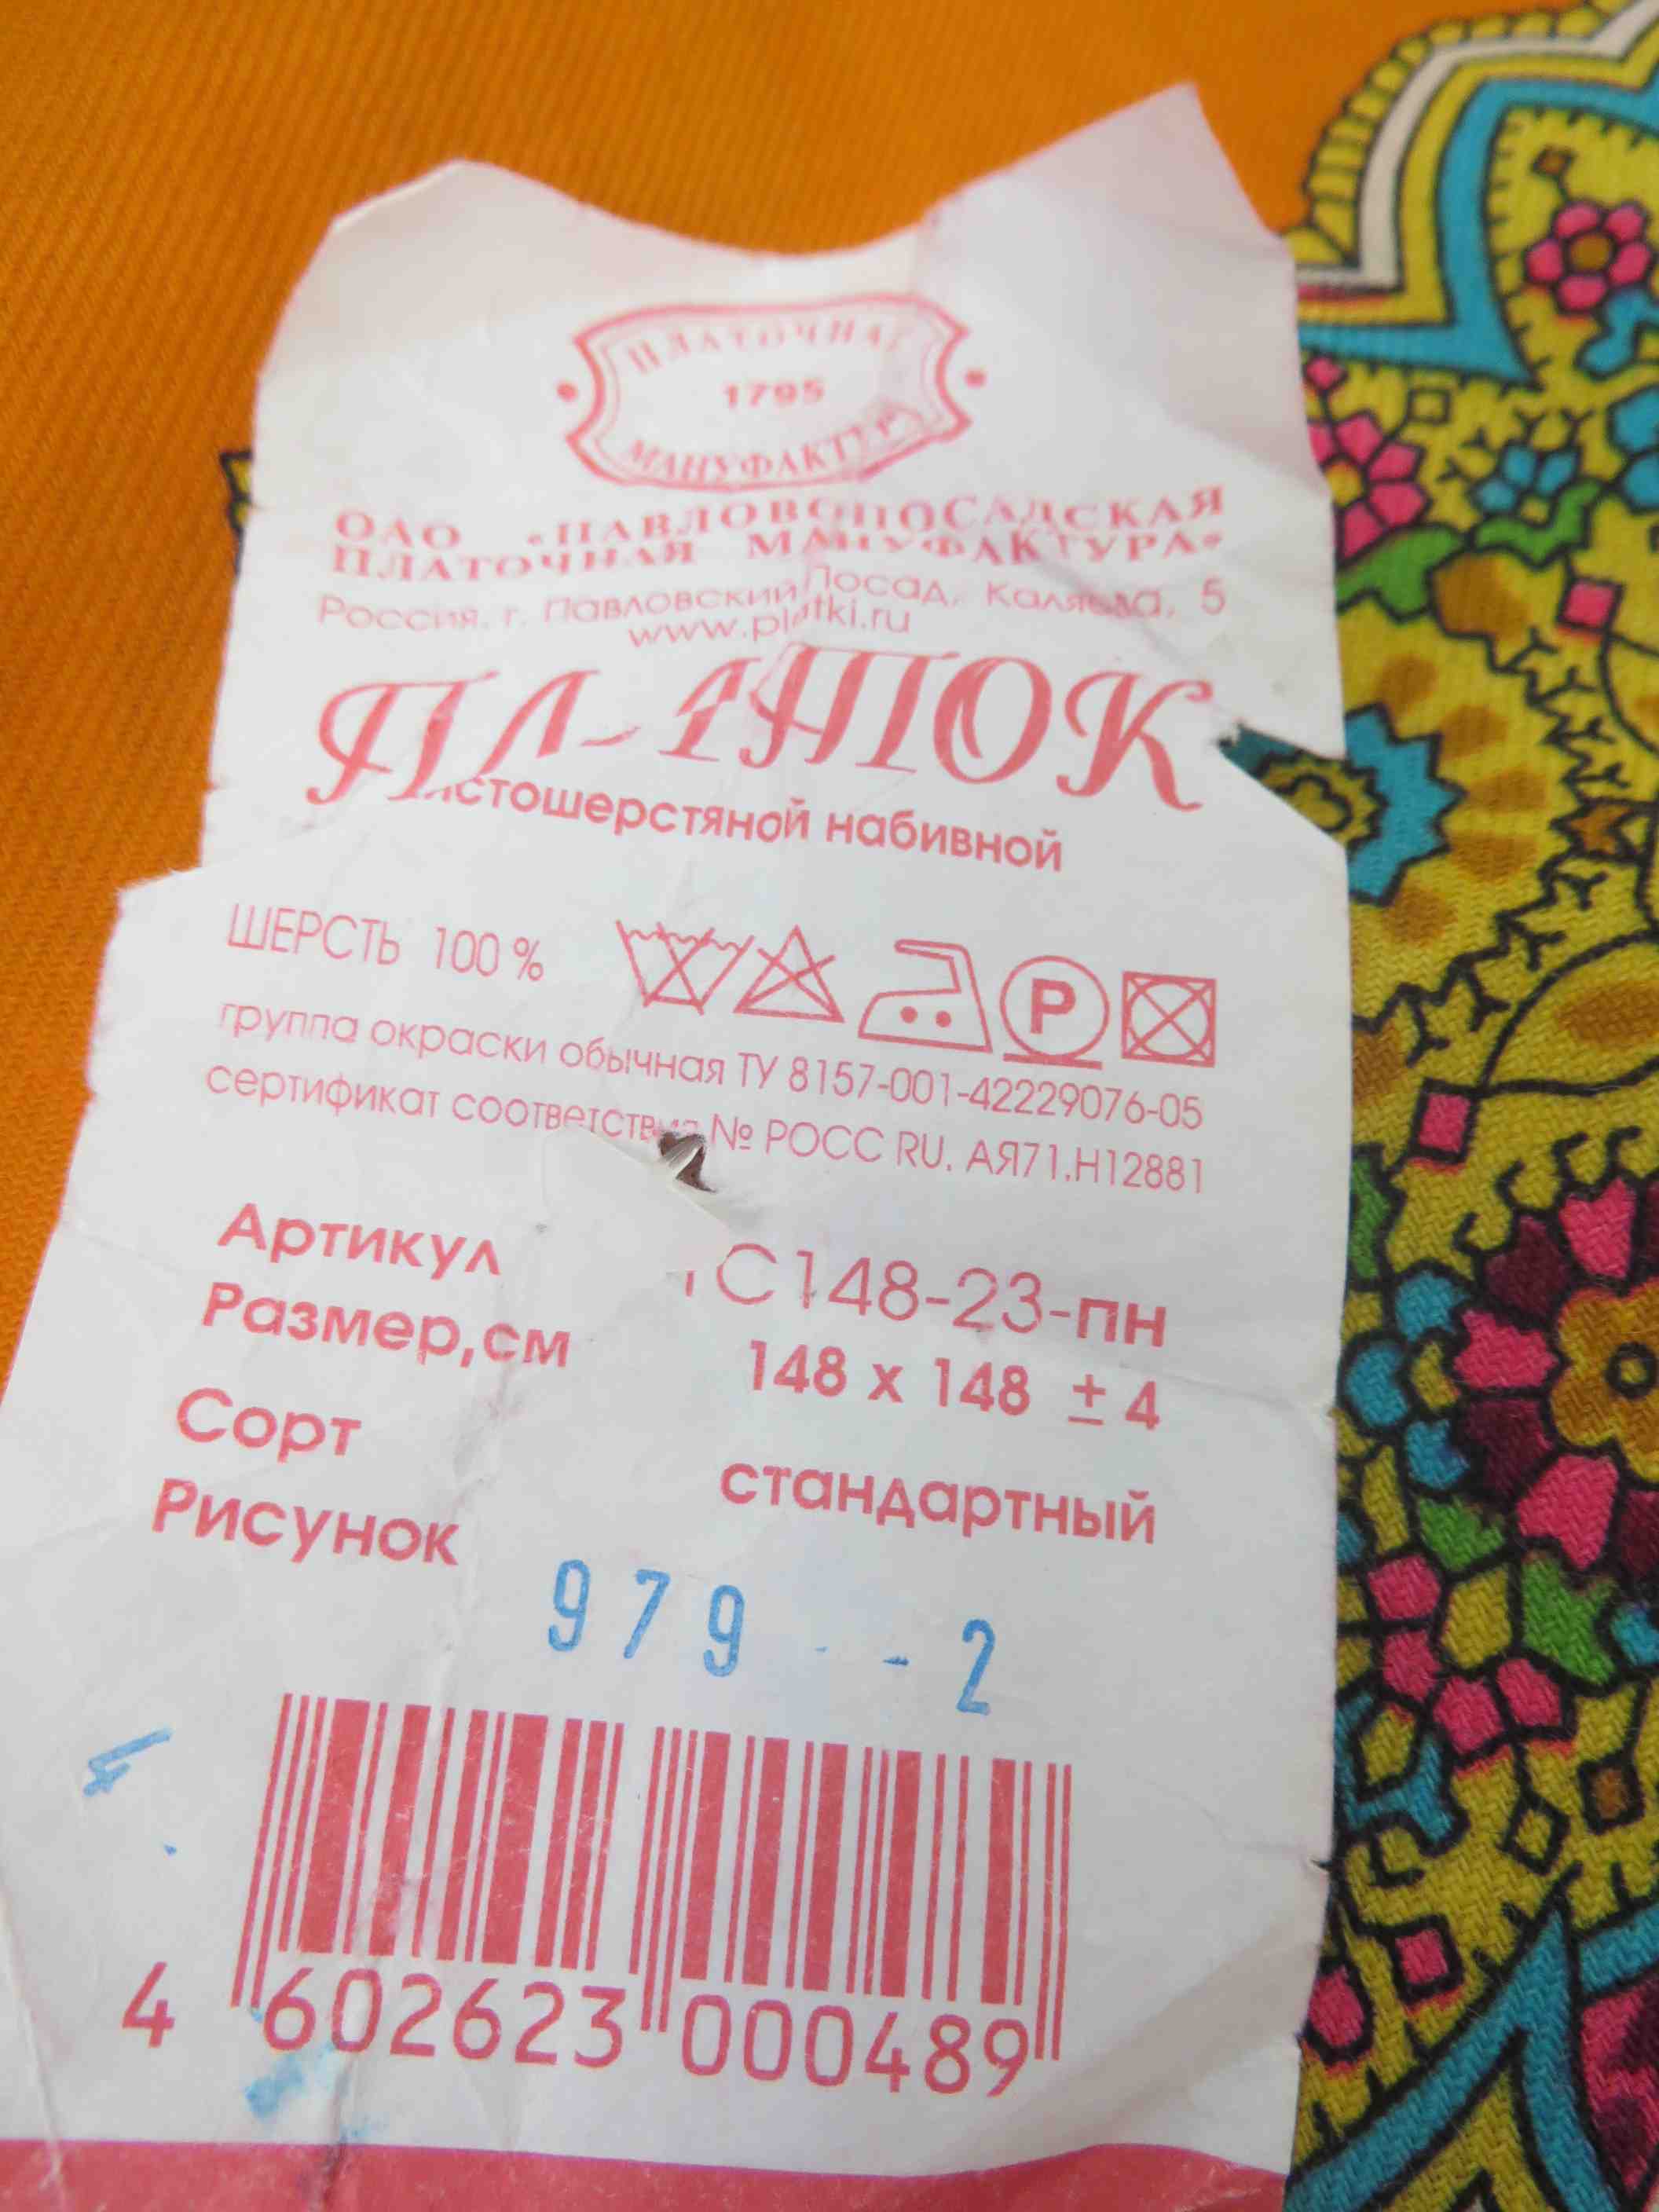 ПЛАТОЧНАЯ
1795
МАНУФАКТУРА
ОАО «ПАВЛОВОПОСАДСКАЯ
ПЛАТОЧНАЯ МАНУФАКТУРА»
Россия, г. Павловский Посад, Каляева, 5
www.platki.ru
ПЛАТОК
чистошерстяной набивной
ШЕРСТЬ 100 %
P
группа окраски обычная ТУ 8157-001-42229076-05
сертификат соответствия № РОСС RU. АЯ71.Н12881
Артикул С148-23-пн
Размер,см 148 x 148 ± 4
Сорт стандартный
Рисунок 979 - - 2
4 602623 000489